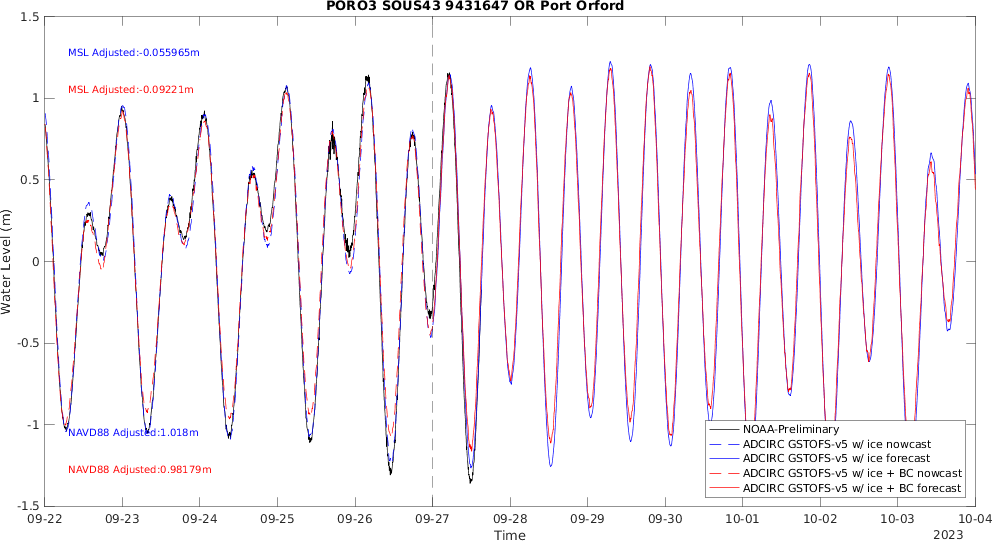 PORO3 SOUS43 9431647 OR Port Orford
1.5
MSL Adjusted:-0.055965m
MSL Adjusted:-0.09221m
1
0.5
0
-0.5
-1
-1.5
Water Level (m)
NAVD88 Adjusted:1.018m
NAVD88 Adjusted:0.98179m
NOAA-Preliminary
ADCIRC GSTOFS-v5 w/ ice nowcast
ADCIRC GSTOFS-v5 w/ ice forecast
ADCIRC GSTOFS-v5 w/ ice + BC nowcast
ADCIRC GSTOFS-v5 w/ ice + BC forecast
09-22 09-23 09-24 09-25 09-26 09-27 09-28 09-29 09-30 10-01 10-02 10-03 10-04
Time
2023